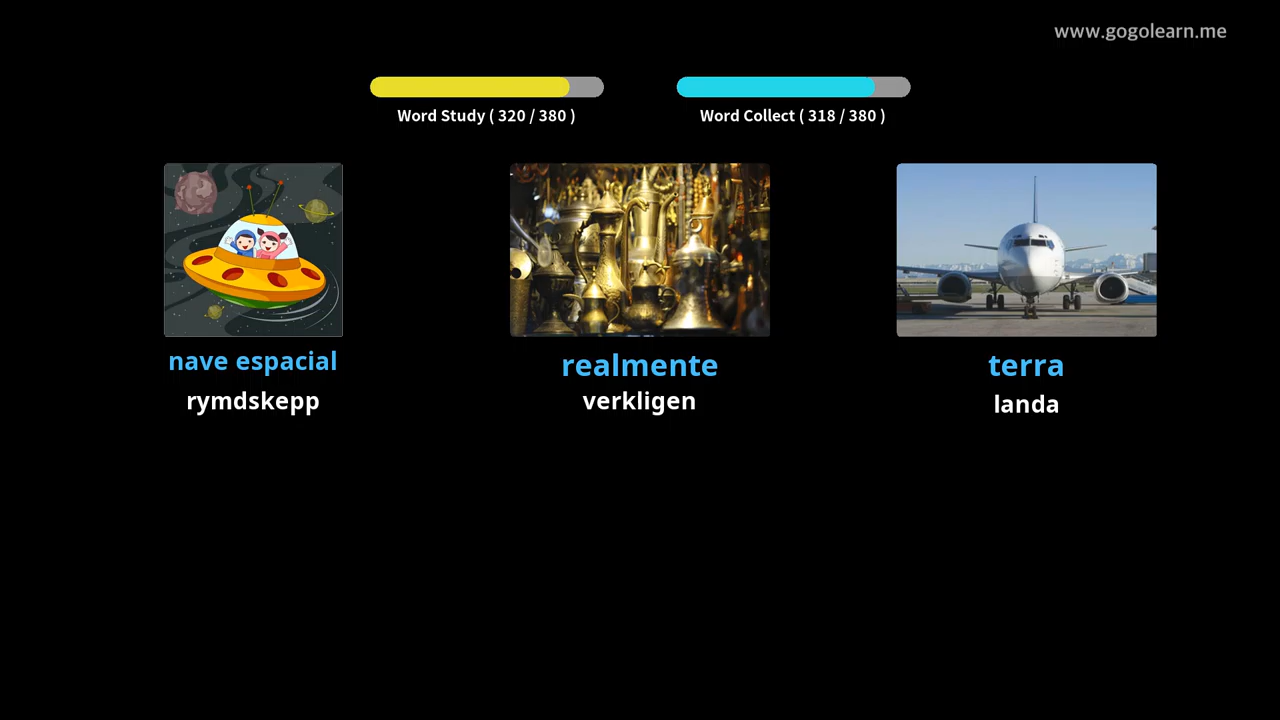 www.gogolearn.me
Word Study ( 320 / 380 )
Word Collect ( 318 / 380 )
nave espacial
rymdskepp
realmente
verkligen
terra
landa